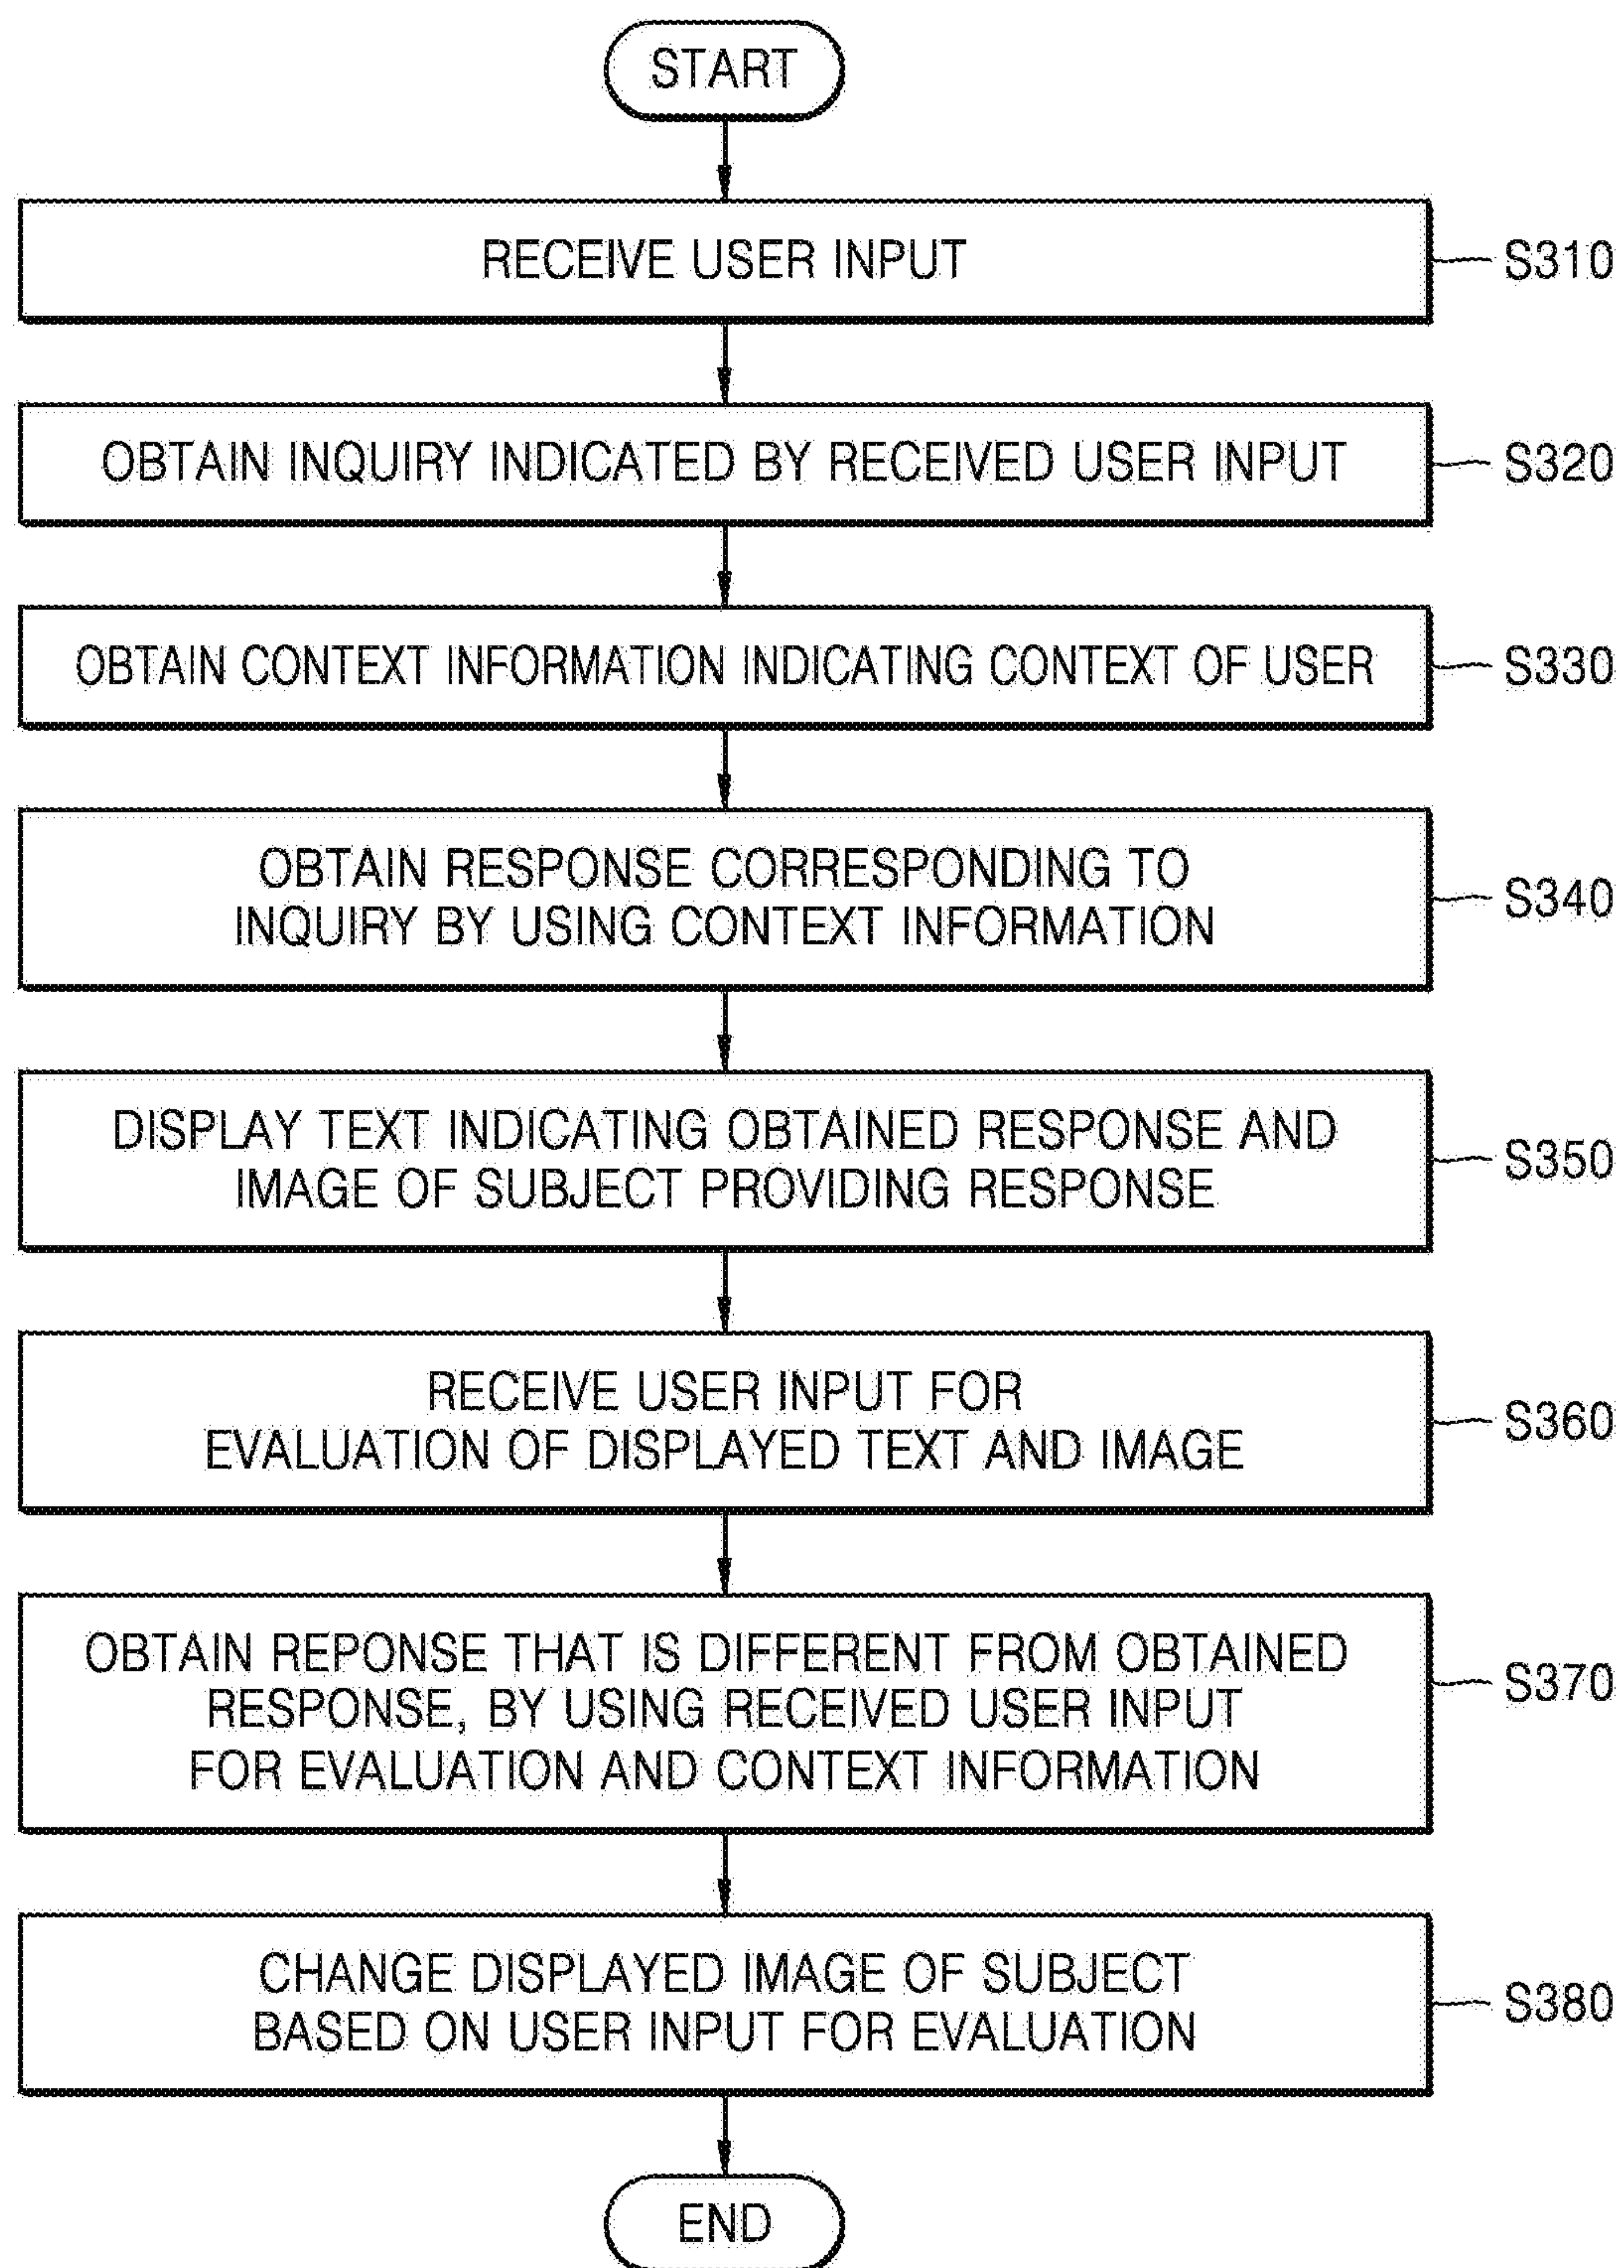 START
RECEIVE USER INPUT
S310
OBTAIN INQUIRY INDICATED BY RECEIVED USER INPUT
S320
OBTAIN CONTEXT INFORMATION INDICATING CONTEXT OF USER
S330
OBTAIN RESPONSE CORRESPONDING TO
INQUIRY BY USING CONTEXT INFORMATION
S340
DISPLAY TEXT INDICATING OBTAINED RESPONSE AND
IMAGE OF SUBJECT PROVIDING RESPONSE
S350
RECEIVE USER INPUT FOR
EVALUATION OF DISPLAYED TEXT AND IMAGE
S360
OBTAIN REPONSE THAT IS DIFFERENT FROM OBTAINED
RESPONSE, BY USING RECEIVED USER INPUT
FOR EVALUATION AND CONTEXT INFORMATION
S370
CHANGE DISPLAYED IMAGE OF SUBJECT
BASED ON USER INPUT FOR EVALUATION
S380
END